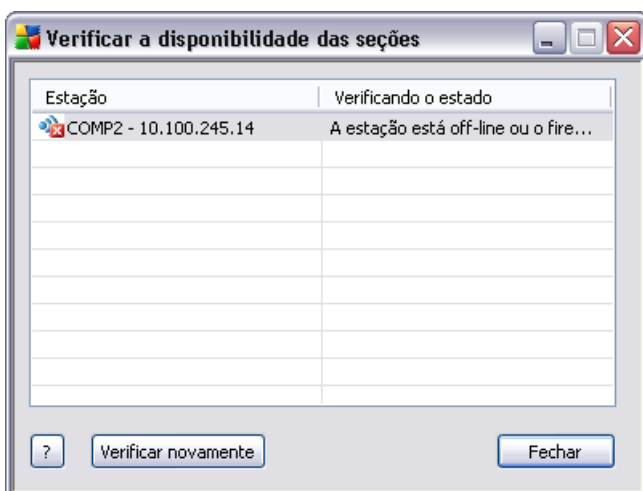 Verificar a disponibilidade das seções
Estação Verificando o estado
COMP2 - 10.100.245.14 A estação está off-line ou o fire...
? Verificar novamente Fechar